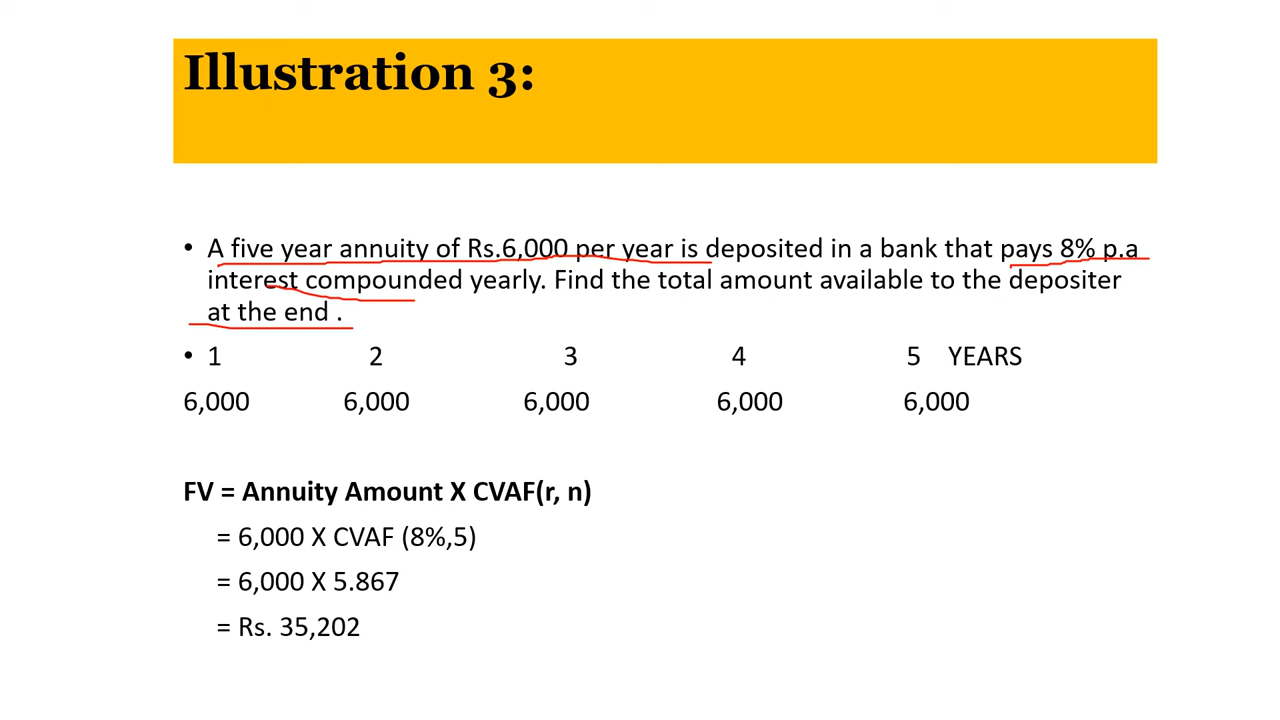 Illustration 3:
• A five year annuity of Rs.6,000 per year is deposited in a bank that pays 8% p.a
interest compounded yearly. Find the total amount available to the depositer
at the end .
• 1 2 3 4 5 YEARS
6,000 6,000 6,000 6,000 6,000
FV = Annuity Amount X CVAF(r, n)
= 6,000 X CVAF (8%,5)
= 6,000 X 5.867
= Rs. 35,202